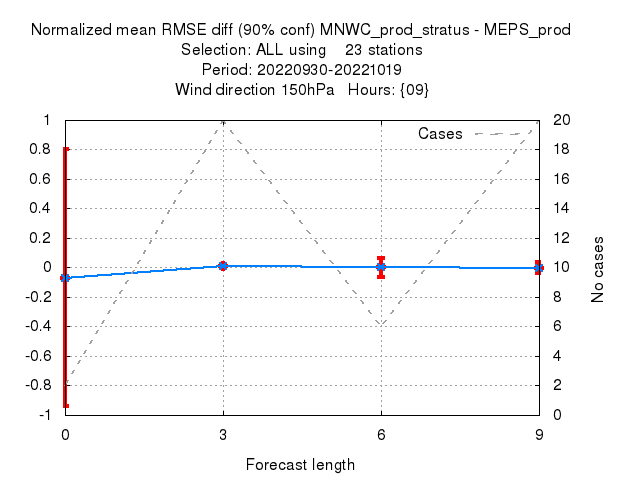 Normalized mean RMSE diff (90% conf) MNWC_prod_stratus - MEPS_prod
Selection: ALL using    23 stations
Period: 20220930-20221019
Wind direction 150hPa   Hours: {09}
Cases
1
0.8
0.6
0.4
0.2
0
-0.2
-0.4
-0.6
-0.8
-1
20
18
16
14
12
10
8
6
4
2
0
No cases
0 3 6 9
Forecast length